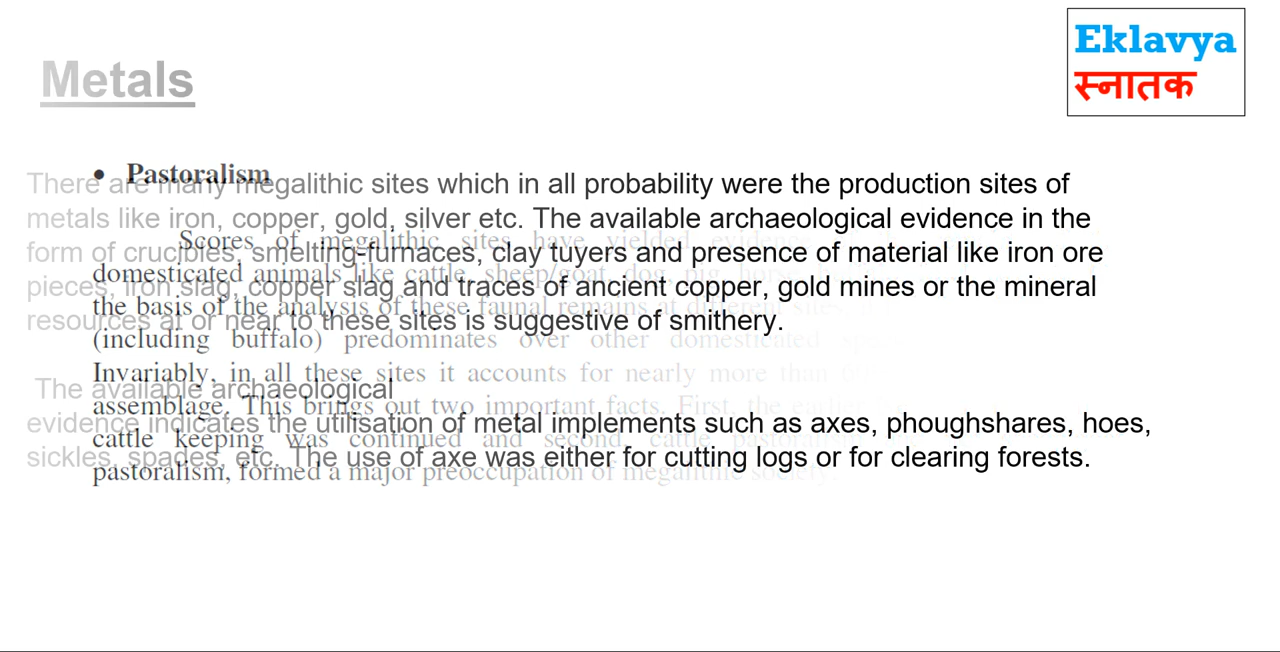 Eklavya
स्नातक
Metals
There are many megalithic sites which in all probability were the production sites of
metals like iron, copper, gold, silver etc. The available archaeological evidence in the
form of crucibles, smelting-furnaces, clay tuyers and presence of material like iron ore
pieces, iron slag, copper slag and traces of ancient copper, gold mines or the mineral
resources at or near to these sites is suggestive of smithery.
The available archaeological
evidence indicates the utilisation of metal implements such as axes, phoughshares, hoes,
sickles, spades, etc. The use of axe was either for cutting logs or for clearing forests.
• Pastoralism
Scores of megalithic sites have yielded evidence
domesticated animals like cattle, sheep/goat, dog, pig, horse,
the basis of the analysis of these faunal remains at different sites,
(including buffalo) predominates over other domesticated
Invariably, in all these sites it accounts for nearly more than
assemblage. This brings out two important facts. First, the
cattle keeping was continued and second, cattle pastoralism
pastoralism, formed a major preoccupation of megalithic society.